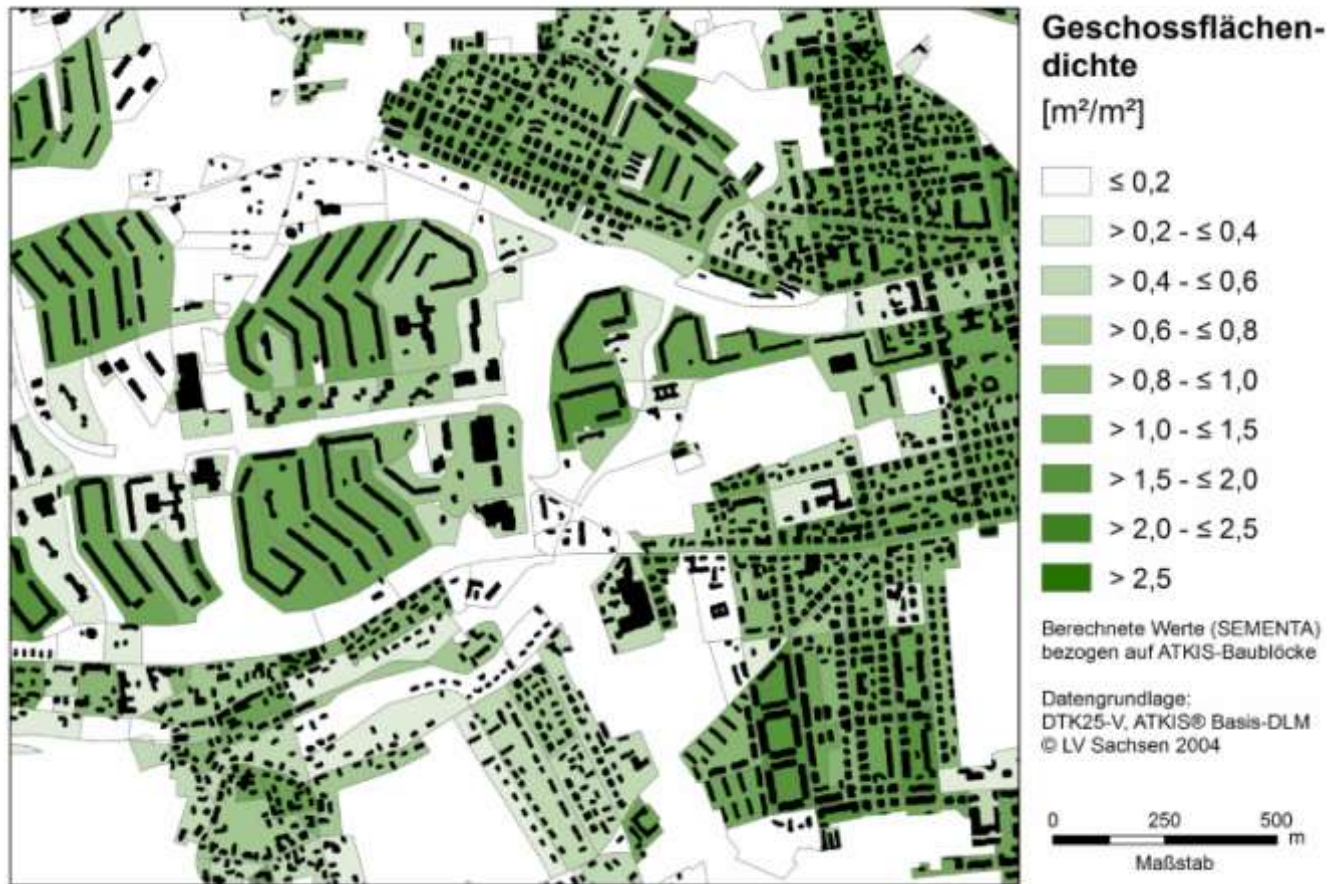 Geschossflächen-
dichte
[m²/m²]
≤ 0,2
> 0,2 - ≤ 0,4
> 0,4 - ≤ 0,6
> 0,6 - ≤ 0,8
> 0,8 - ≤ 1,0
> 1,0 - ≤ 1,5
> 1,5 - ≤ 2,0
> 2,0 - ≤ 2,5
> 2,5
Berechnete Werte (SEMENTA)
bezogen auf ATKIS-Baublöcke
Datengrundlage:
DTK25-V, ATKIS® Basis-DLM
© LV Sachsen 2004
0 250 500
m
Maßstab